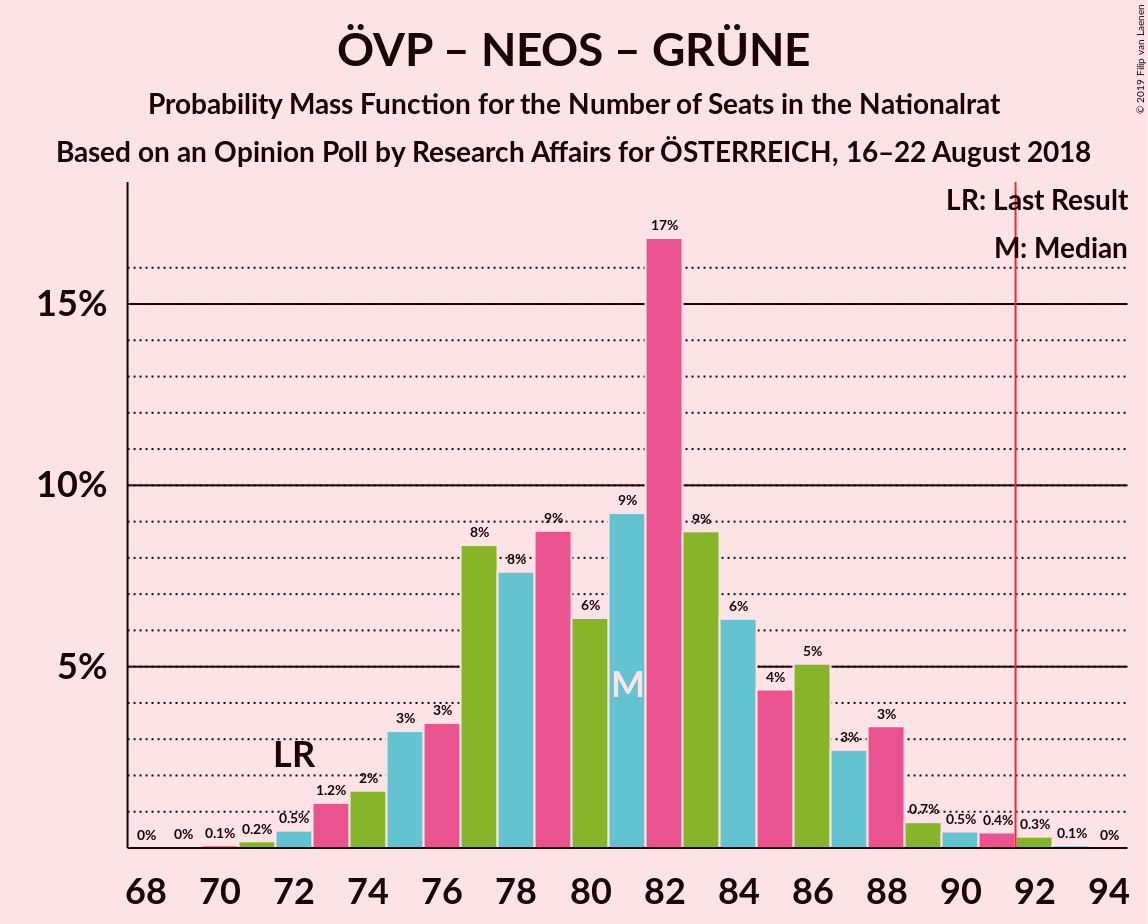 ÖVP – NEOS – GRÜNE
Probability Mass Function for the Number of Seats in the Nationalrat
Based on an Opinion Poll by Research Affairs for ÖSTERREICH, 16–22 August 2018
© 2019 Filip van Laenen
LR: Last Result
M: Median
15%
10%
5%
0% 0% 0.1% 0.2% 0.5% 1.2% 2% 3% 3% 8% 8% 9% 6% 9% 17% 9% 6% 4% 5% 3% 3% 0.7% 0.5% 0.4% 0.3% 0.1% 0%
LR
M
68 70 72 74 76 78 80 82 84 86 88 90 92 94